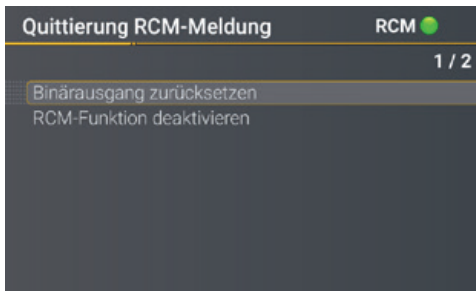 Quittierung RCM-Meldung RCM
1 / 2
Binärausgang zurücksetzen
RCM-Funktion deaktivieren